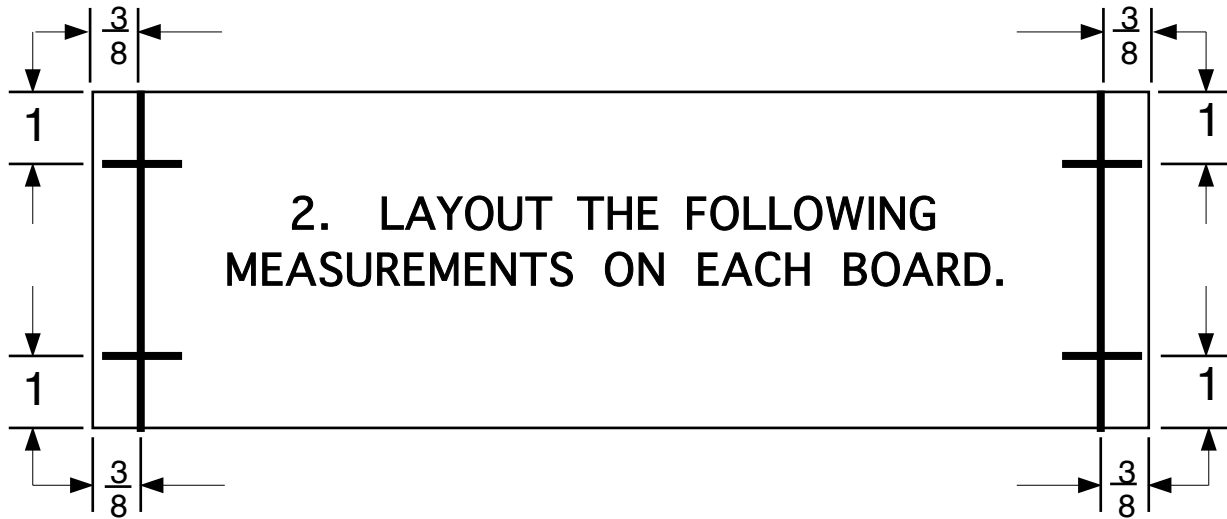 3/8 3/8
1 1
2. LAYOUT THE FOLLOWING
MEASUREMENTS ON EACH BOARD.
1 1
3/8 3/8